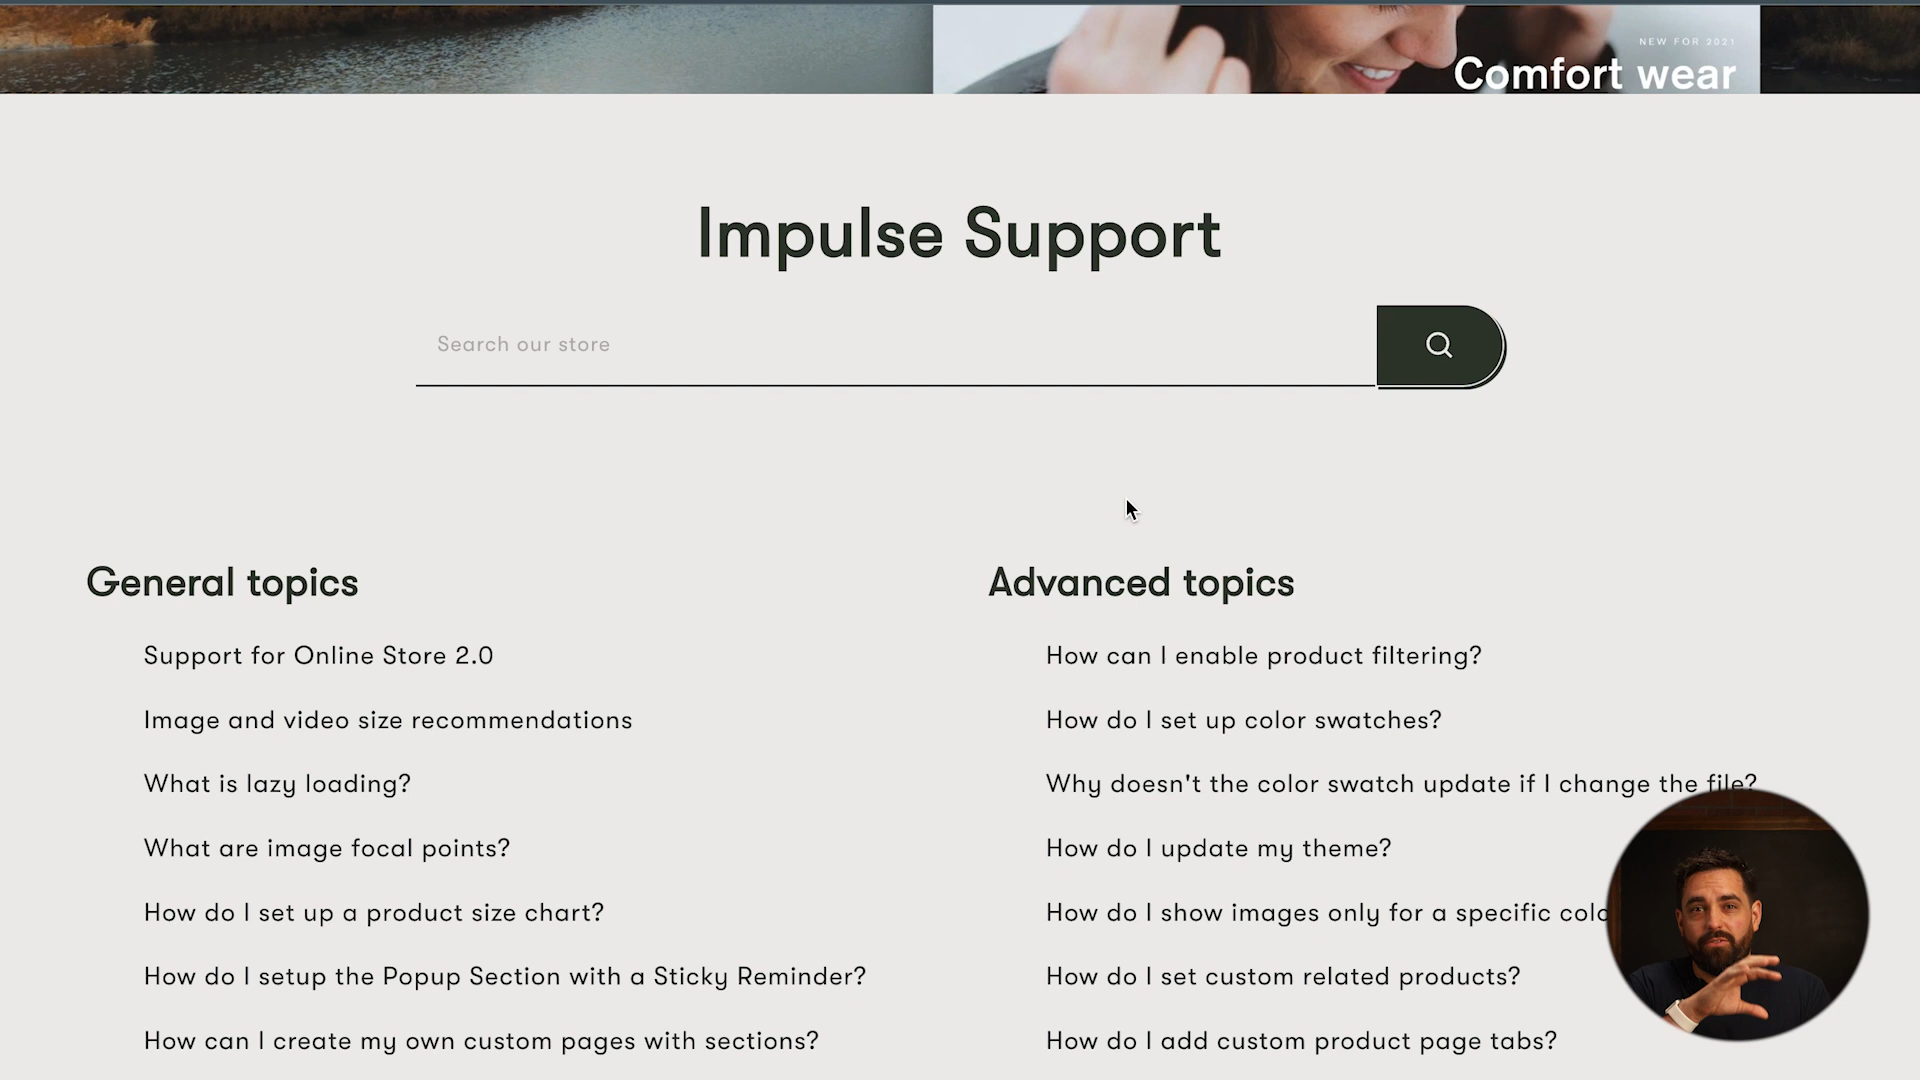 NEW FOR 2021
Comfort wear
Impulse Support
Search our store
General topics
Support for Online Store 2.0
Image and video size recommendations
What is lazy loading?
What are image focal points?
How do I set up a product size chart?
How do I setup the Popup Section with a Sticky Reminder?
How can I create my own custom pages with sections?
Advanced topics
How can I enable product filtering?
How do I set up color swatches?
Why doesn't the color swatch update if I change the file?
How do I update my theme?
How do I show images only for a specific colo
How do I set custom related products?
How do I add custom product page tabs?